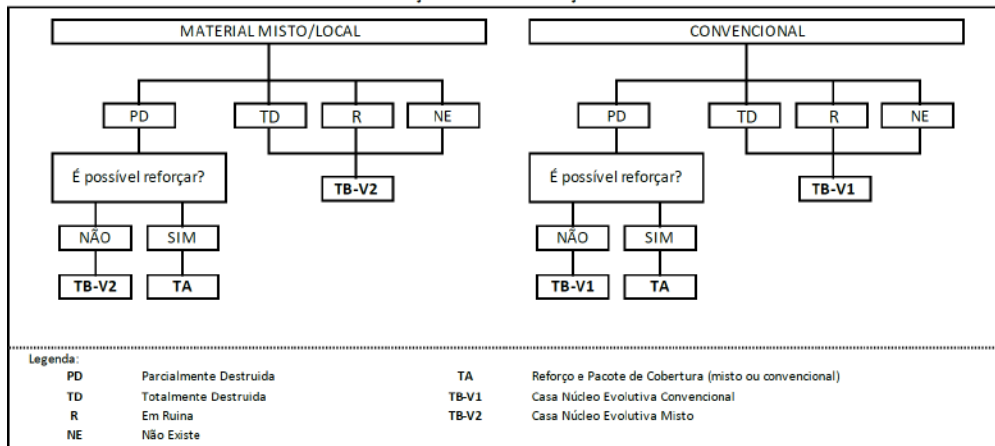 MATERIAL MISTO/LOCAL
CONVENCIONAL
PD TD R NE
PD TD R NE
É possível reforçar?
TB-V2
É possível reforçar?
TB-V1
NÃO SIM
NÃO SIM
TB-V2 TA
TB-V1 TA
Legenda:
PD Parcialmente Destruida TA Reforço e Pacote de Cobertura (misto ou convencional)
TD Totalmente Destruida TB-V1 Casa Núcleo Evolutiva Convencional
R Em Ruina TB-V2 Casa Núcleo Evolutiva Misto
NE Não Existe